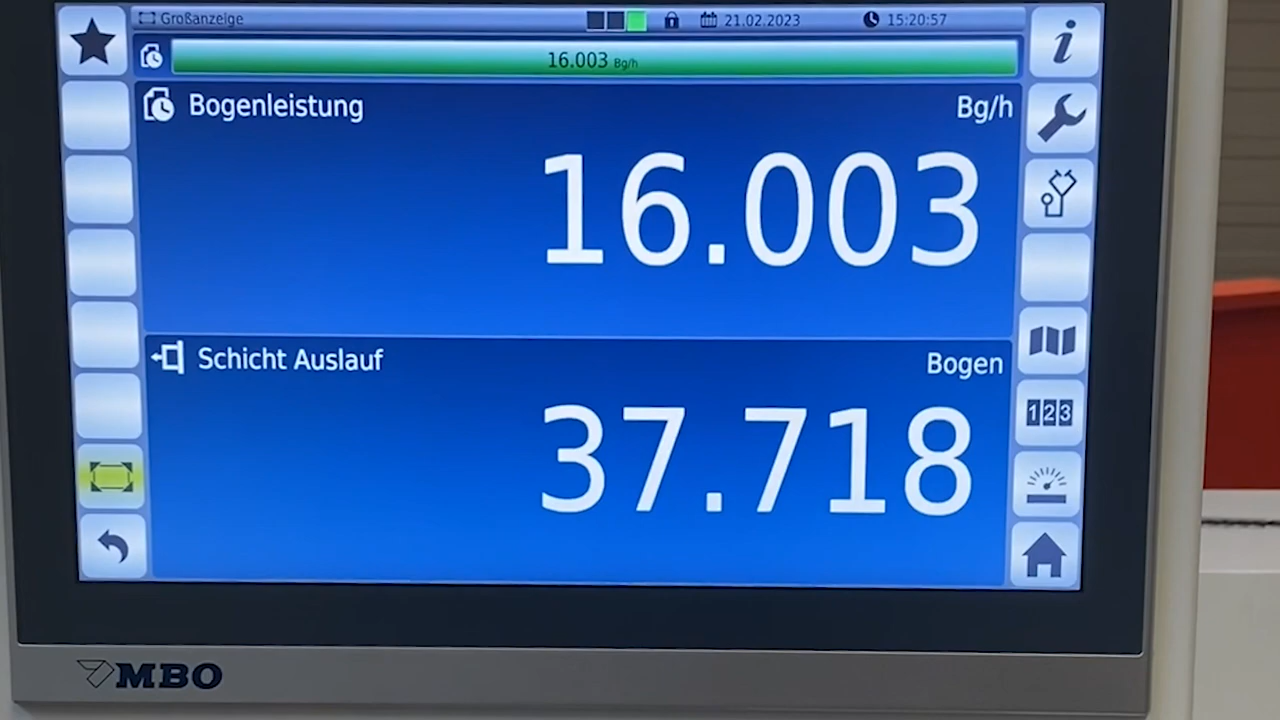 Großanzeige 21.02.2023 15:20:57
16.003 Bg/h
Bogenleistung Bg/h
16.003
Schicht Auslauf Bogen
37.718
123
MBO